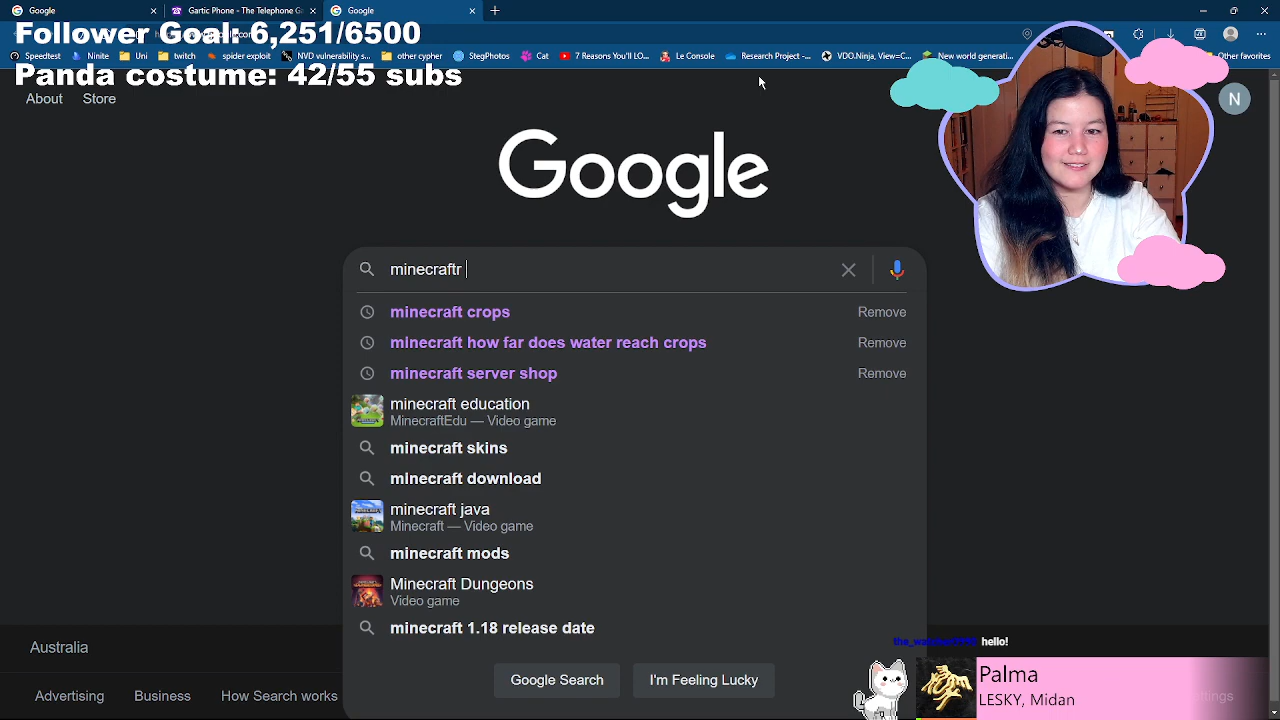 Google
Gartic Phone - The Telephone Ga
Google
Follower Goal: 6,251/6500
Speedtest
Ninite
Uni
twitch
spider exploit
NVD vulnerability s...
other cypher
StegPhotos
Cat
7 Reasons You'll LO...
Le Console
Research Project -...
VDO.Ninja, View=C...
New world generati...
Other favorites
Panda costume: 42/55 subs
About
Store
N
Google
minecraftr
minecraft crops
Remove
minecraft how far does water reach crops
Remove
minecraft server shop
Remove
minecraft education
MinecraftEdu — Video game
minecraft skins
minecraft download
minecraft java
Minecraft — Video game
minecraft mods
Minecraft Dungeons
Video game
minecraft 1.18 release date
Google Search
I'm Feeling Lucky
Australia
hello!
Palma
LESKY, Midan
Advertising
Business
How Search works